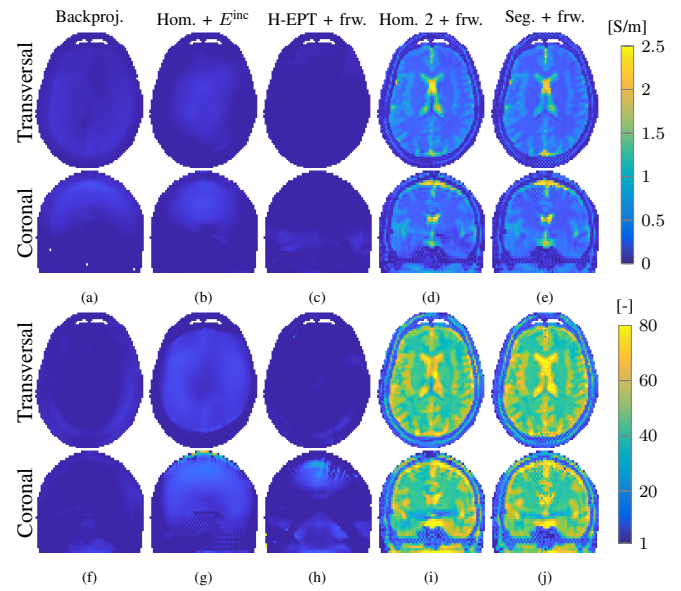 Backproj. Hom. + E^inc H-EPT + frw. Hom. 2 + frw. Seg. + frw. [S/m]
Transversal
2.5
2
1.5
1
0.5
0
Coronal
(a) (b) (c) (d) (e)
[-]
Transversal
80
60
40
20
1
Coronal
(f) (g) (h) (i) (j)